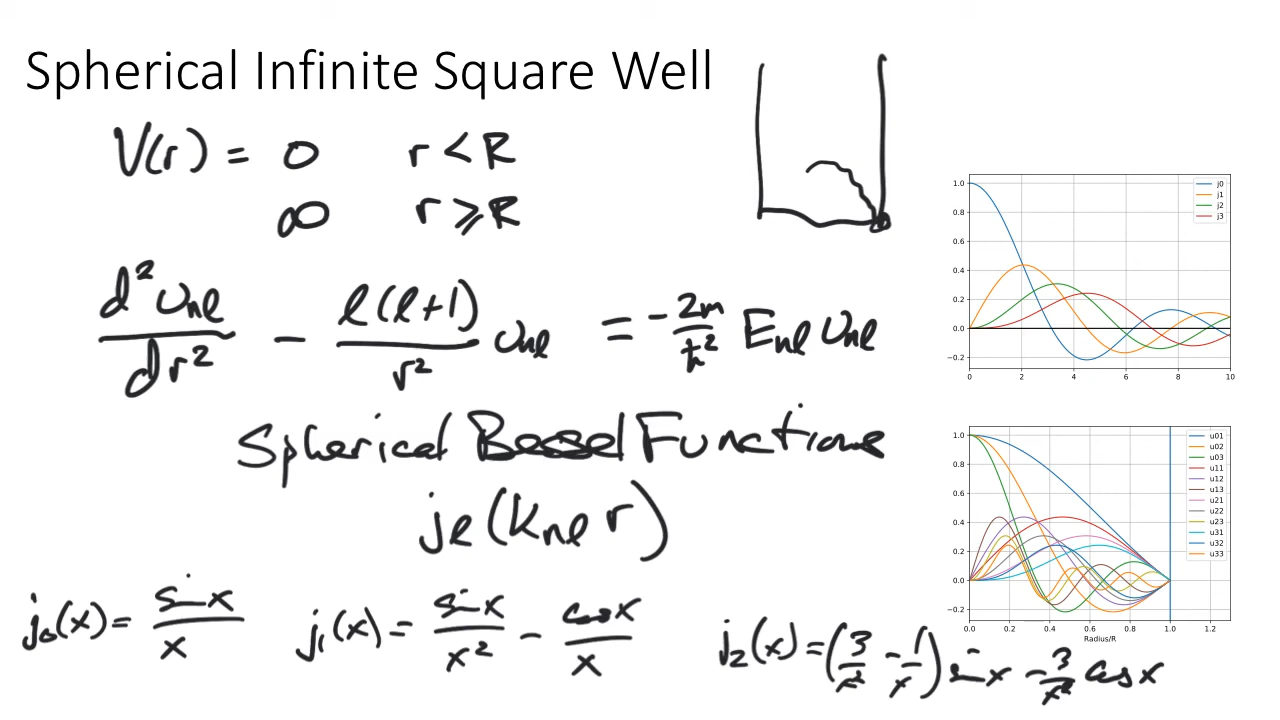 Spherical Infinite Square Well
V(r) = 0 r < R
∞ r ⩾ R
d² u_nl / dr² − l(l+1) / r² u_nl = −2m / ħ² E_nl u_nl
Spherical Bessel Functions
j_l (k_nl r)
j₀(x) = sin x / x
j₁(x) = sin x / x² − cos x / x
j₂(x) = (3 / x³ − 1 / x) sin x − 3 / x² cos x
1.0
0.8
0.6
0.4
0.2
0.0
−0.2
0 2 4 6 8 10
j0
j1
j2
j3
1.0
0.8
0.6
0.4
0.2
0.0
−0.2
0.0 0.2 0.4 0.6 0.8 1.0 1.2
Radius/R
u01
u02
u03
u11
u12
u13
u21
u22
u23
u31
u32
u33